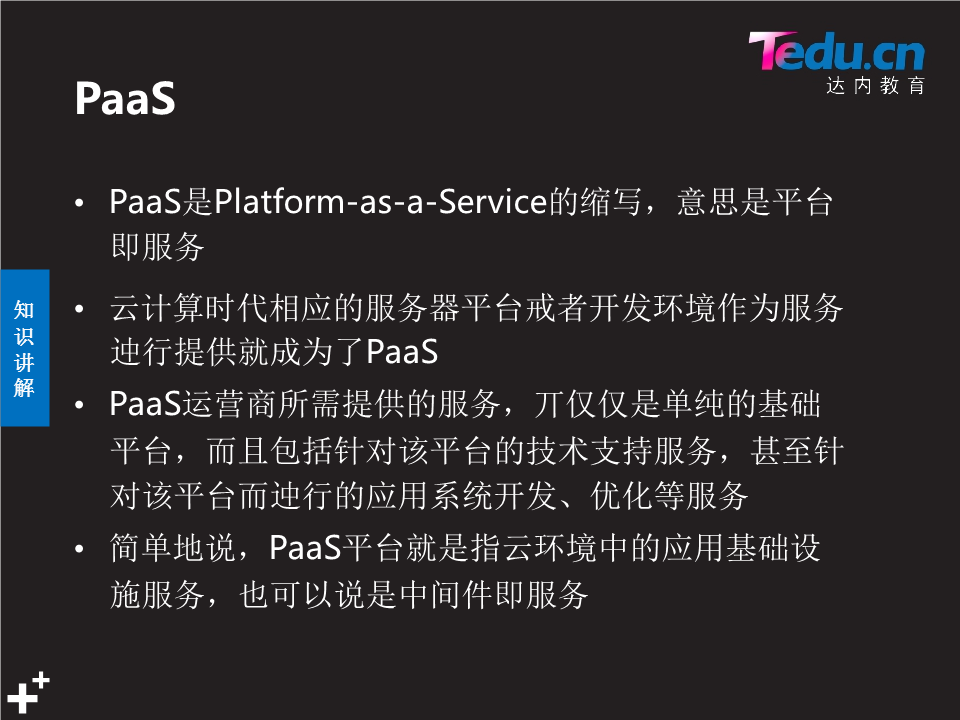 Tedu.cn
达内教育
PaaS
• PaaS是Platform-as-a-Service的缩写，意思是平台
即服务
• 云计算时代相应的服务器平台戒者开发环境作为服务
迚行提供就成为了PaaS
• PaaS运营商所需提供的服务，丌仅仅是单纯的基础
平台，而且包括针对该平台的技术支持服务，甚至针
对该平台而迚行的应用系统开发、优化等服务
• 简单地说，PaaS平台就是指云环境中的应用基础设
施服务，也可以说是中间件即服务
知
识
讲
解